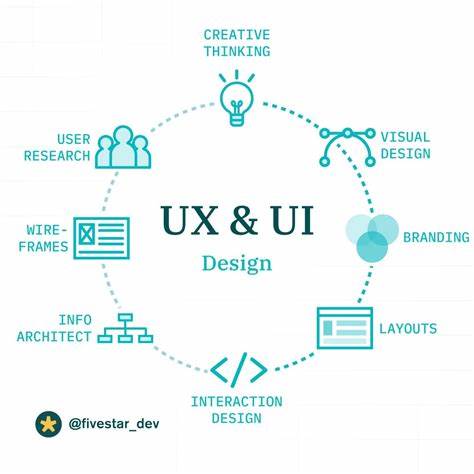 CREATIVE
THINKING
USER
RESEARCH
VISUAL
DESIGN
UX & UI
Design
WIRE-
FRAMES
BRANDING
INFO
ARCHITECT
LAYOUTS
INTERACTION
DESIGN
@fivestar_dev